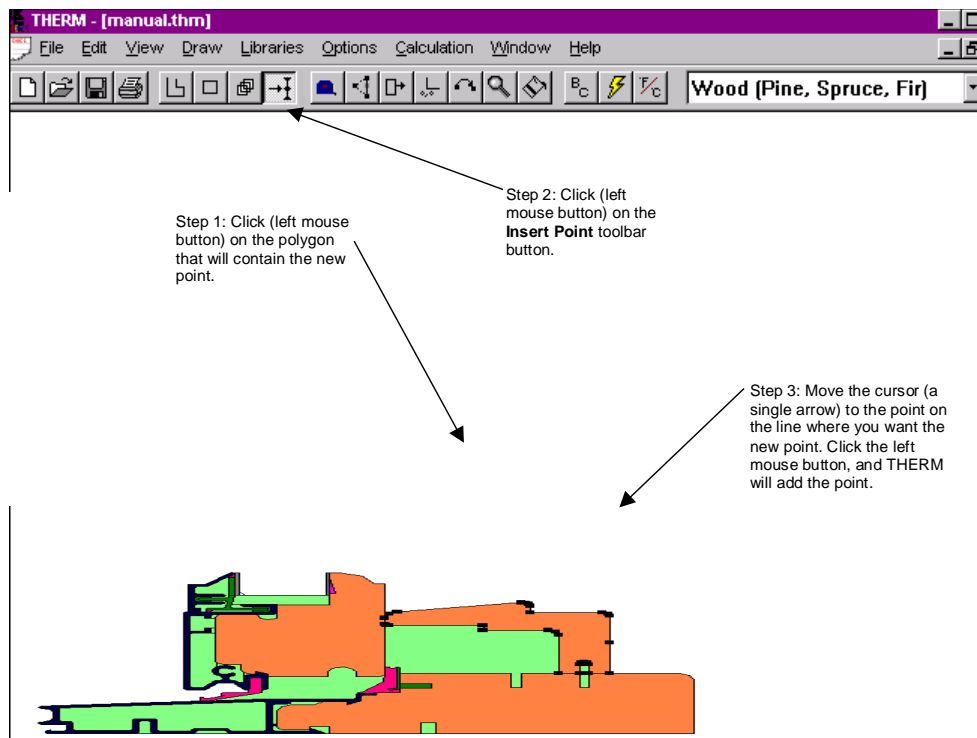 THERM - [manual.thm]
File Edit View Draw Libraries Options Calculation Window Help
B C F/C Wood (Pine, Spruce, Fir)
Step 2: Click (left
mouse button) on the
Insert Point toolbar
button.
Step 1: Click (left mouse
button) on the polygon
that will contain the new
point.
Step 3: Move the cursor (a
single arrow) to the point on
the line where you want the
new point. Click the left
mouse button, and THERM
will add the point.